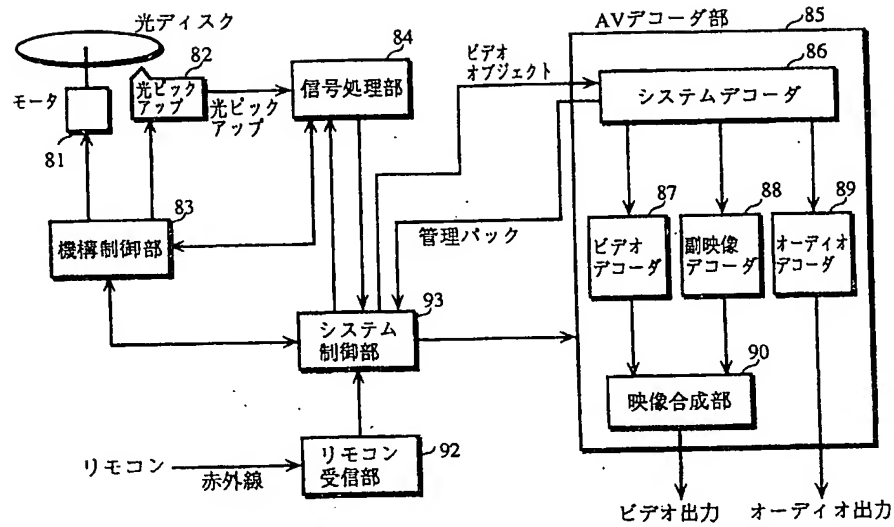 光ディスク
82
光ピック
アップ
モータ
81
光ピック
アップ
84
信号処理部
83
機構制御部
ビデオ
オブジェクト
管理パック
AVデコーダ部
85
86
システムデコーダ
87
ビデオ
デコーダ
88
副映像
デコーダ
89
オーディオ
デコーダ
93
システム
制御部
90
映像合成部
リモコン
赤外線
リモコン
受信部
92
ビデオ出力
オーディオ出力